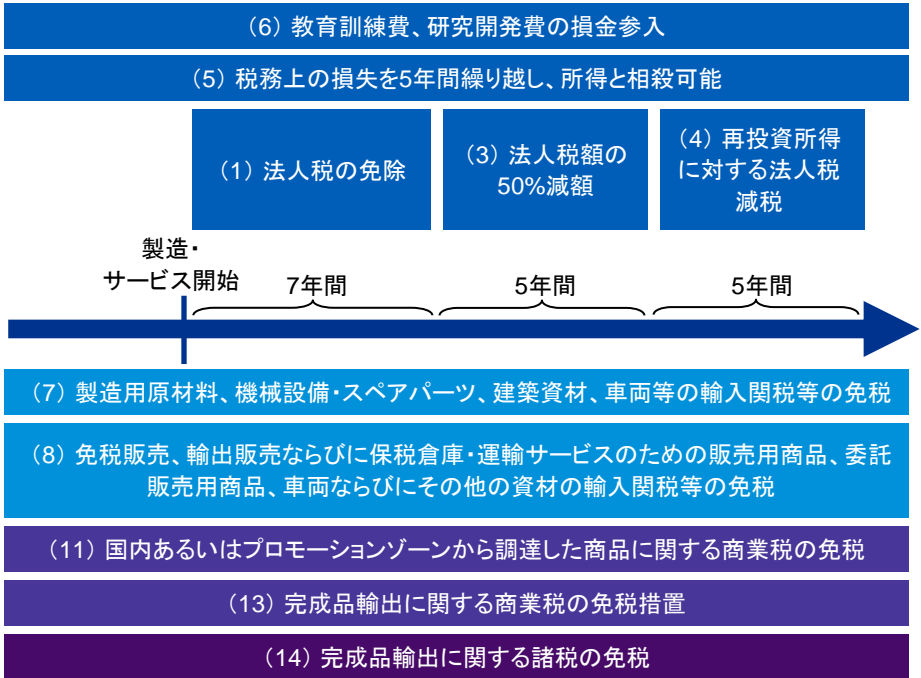 (6) 教育訓練費、研究開発費の損金参入
(5) 税務上の損失を5年間繰り越し、所得と相殺可能
(1) 法人税の免除
(3) 法人税額の
50%減額
(4) 再投資所得
に対する法人税
減税
製造・
サービス開始
7年間
5年間
5年間
(7) 製造用原材料、機械設備・スペアパーツ、建築資材、車両等の輸入関税等の免税
(8) 免税販売、輸出販売ならびに保税倉庫・運輸サービスのための販売用商品、委託
販売用商品、車両ならびにその他の資材の輸入関税等の免税
(11) 国内あるいはプロモーションゾーンから調達した商品に関する商業税の免税
(13) 完成品輸出に関する商業税の免税措置
(14) 完成品輸出に関する諸税の免税